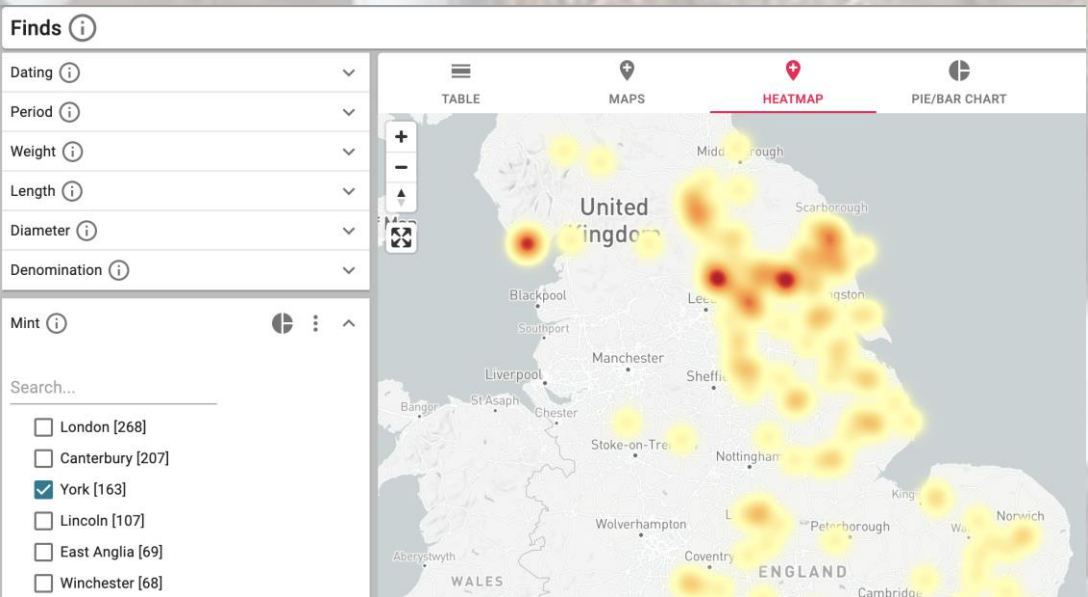 Finds
Dating
Period
Weight
Length
Diameter
Denomination
Mint
Search...
London [268]
Canterbury [207]
York [163]
Lincoln [107]
East Anglia [69]
Winchester [68]
TABLE
MAPS
HEATMAP
PIE/BAR CHART
Scarborough
United
Kingdom
Blackpool
Southport
Manchester
Liverpool
Bangor
St Asaph
Chester
Stoke-on-Tre
Nottingham
Wolverhampton
Peterborough
Norwich
Aberystwyth
Coventry
WALES
ENGLAND
Cambridge